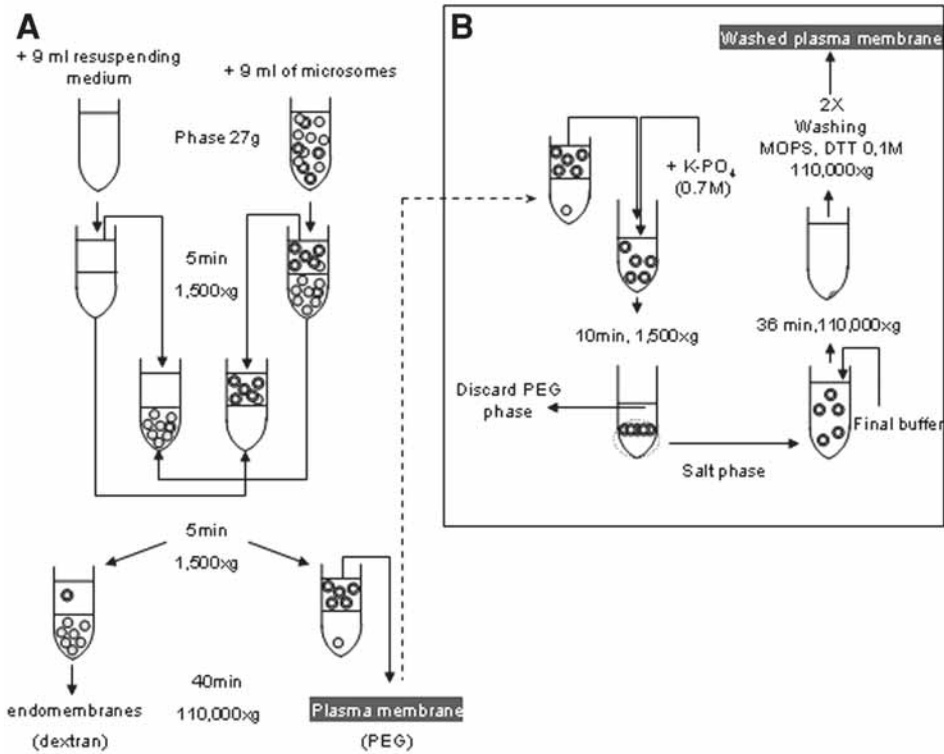 A
+ 9 ml resuspending
medium
+ 9 ml of microsomes
Phase 27g
5min
1,500xg
5min
1,500xg
40min
110,000xg
endomembranes
(dextran)
Plasma membrane
(PEG)
B
Washed plasma membrane
2X
Washing
MOPS, DTT 0,1M
110,000xg
+ K-PO4
(0.7M)
10min, 1,500xg
36 min,110,000xg
Discard PEG
phase
Final buffer
Salt phase